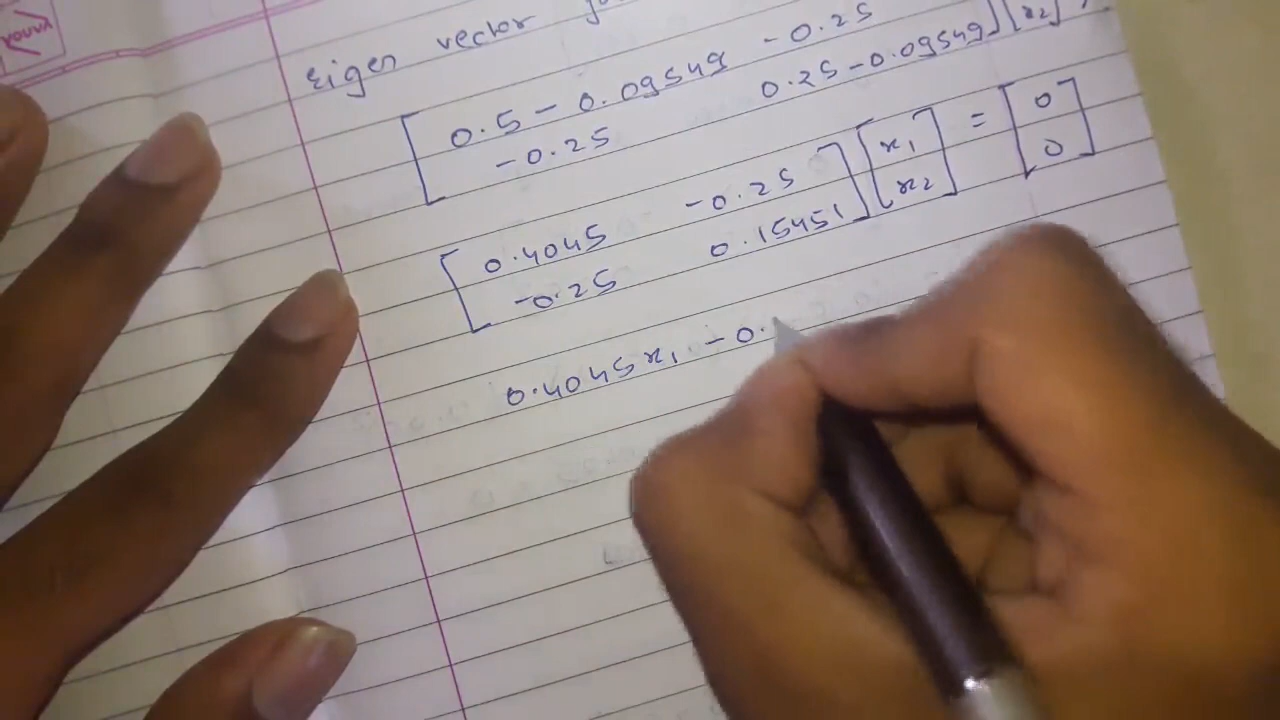 Eigen vector
[ 0.5 - 0.09549 - 0.25
-0.25 0.25 - 0.09549 ] [x2]
[ 0.4045 -0.25 ] [ x1 ] = [ 0 ]
[ -0.25 0.15451 ] [ x2 ] [ 0 ]
0.4045x1 - 0.